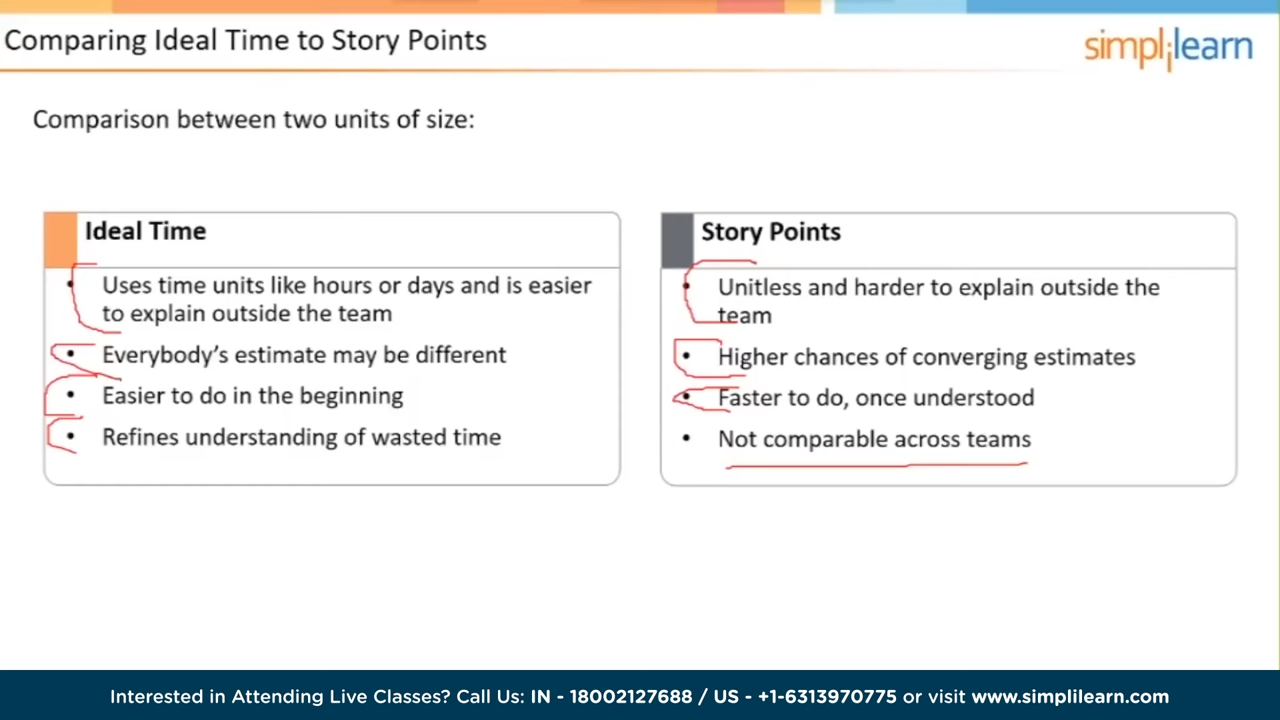 Comparing Ideal Time to Story Points
simplilearn
Comparison between two units of size:
Ideal Time
• Uses time units like hours or days and is easier
to explain outside the team
• Everybody's estimate may be different
• Easier to do in the beginning
• Refines understanding of wasted time
Story Points
• Unitless and harder to explain outside the
team
• Higher chances of converging estimates
• Faster to do, once understood
• Not comparable across teams
Interested in Attending Live Classes? Call Us: IN - 18002127688 / US - +1-6313970775 or visit www.simplilearn.com